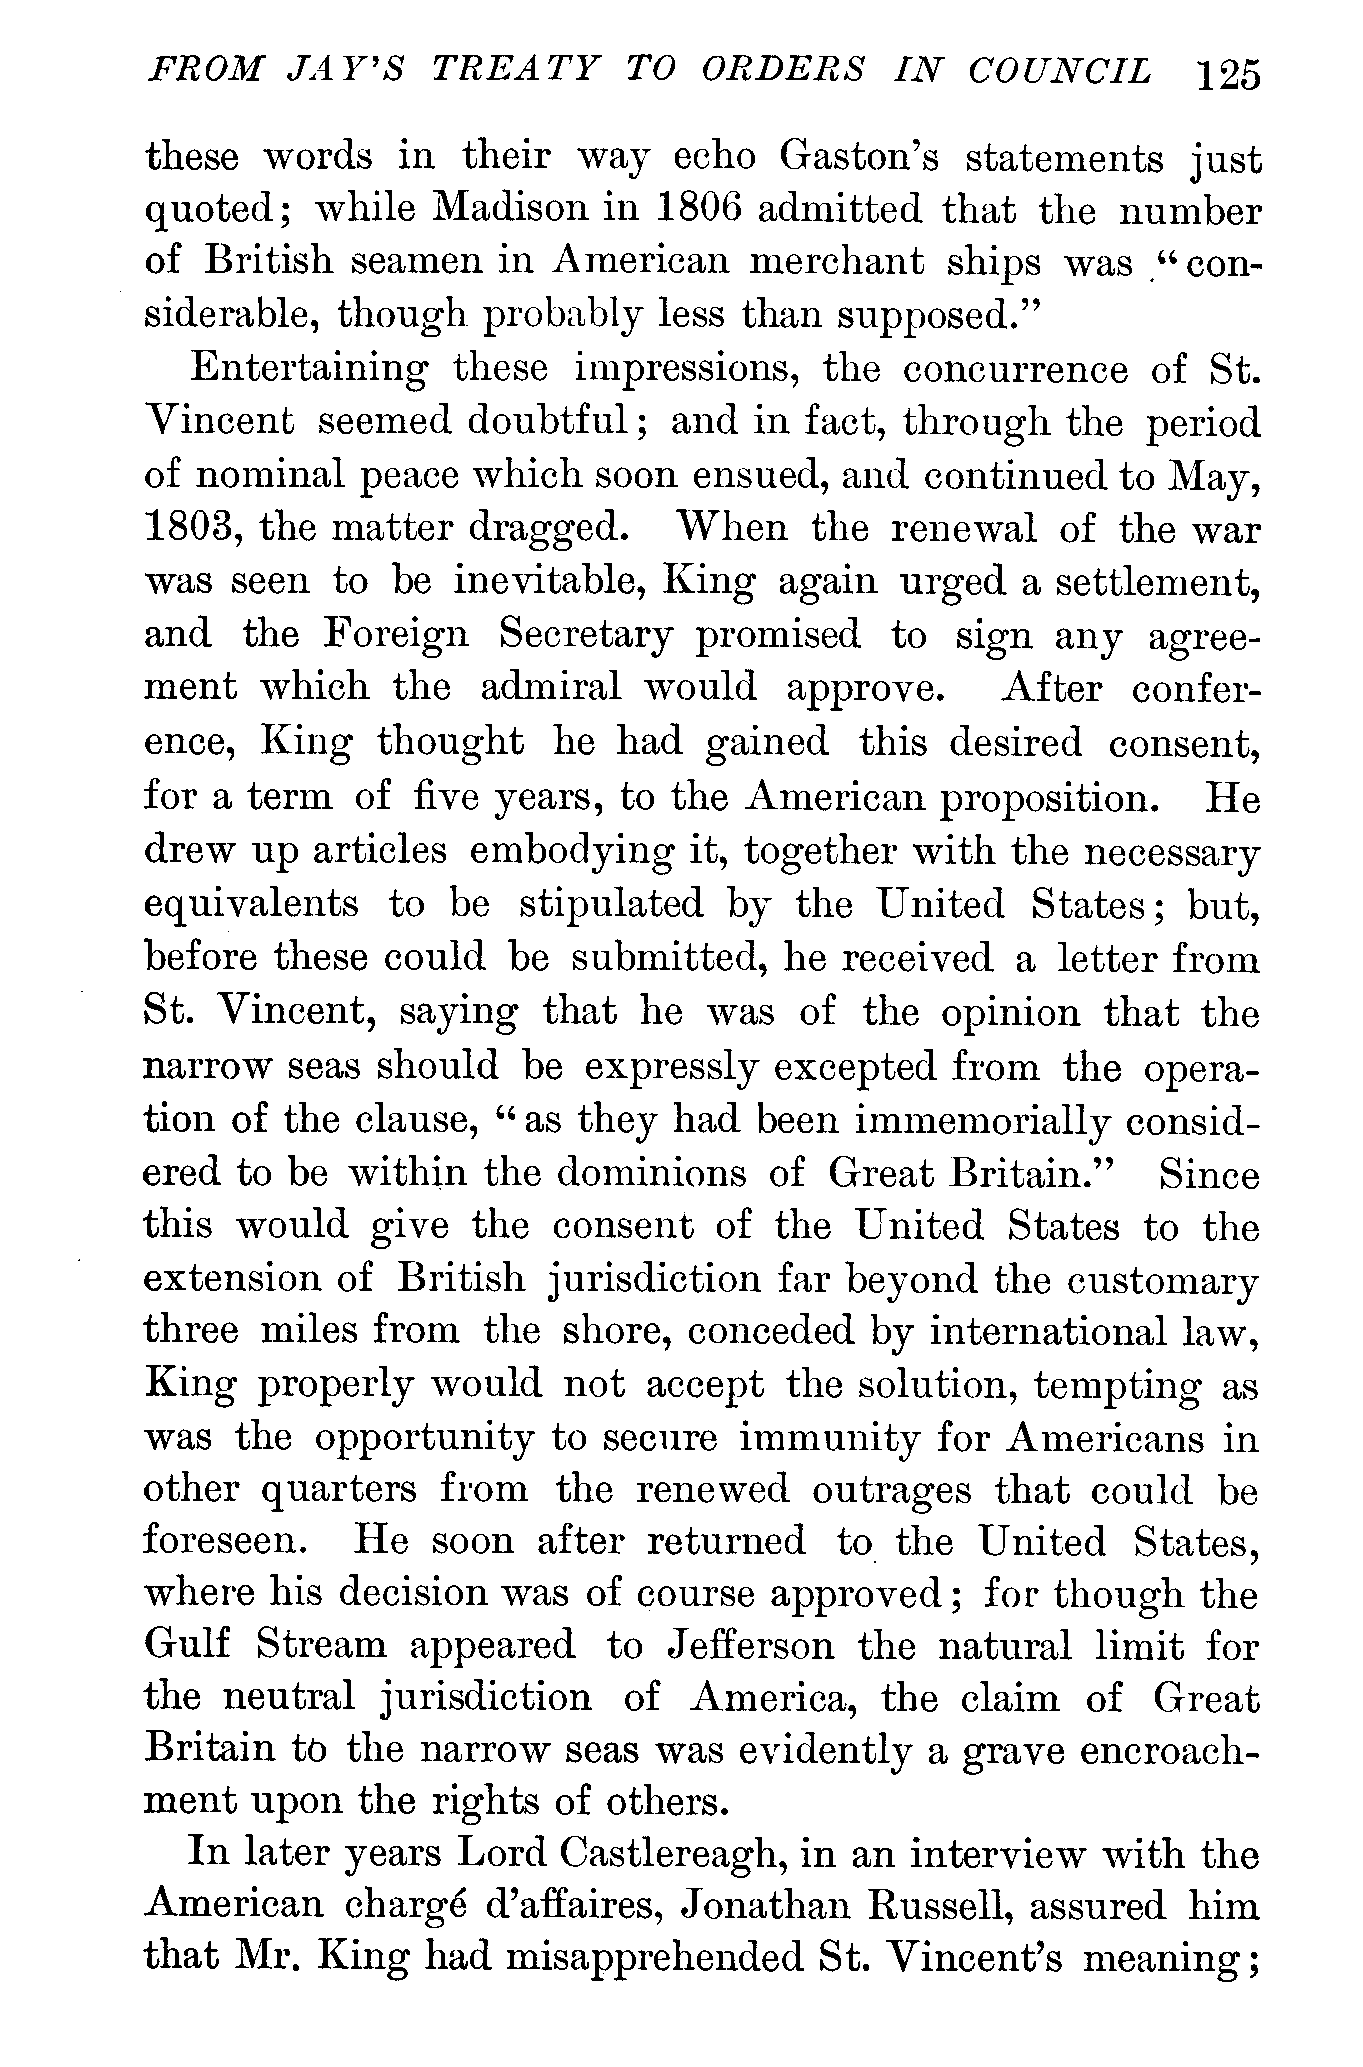 FROM JAY'S TREATY TO ORDERS IN COUNCIL 125
these words in their way echo Gaston's statements just
quoted; while Madison in 1806 admitted that the number
of British seamen in American merchant ships was "con-
siderable, though probably less than supposed."
Entertaining these impressions, the concurrence of St.
Vincent seemed doubtful; and in fact, through the period
of nominal peace which soon ensued, and continued to May,
1803, the matter dragged. When the renewal of the war
was seen to be inevitable, King again urged a settlement,
and the Foreign Secretary promised to sign any agree-
ment which the admiral would approve. After confer-
ence, King thought he had gained this desired consent,
for a term of five years, to the American proposition. He
drew up articles embodying it, together with the necessary
equivalents to be stipulated by the United States; but,
before these could be submitted, he received a letter from
St. Vincent, saying that he was of the opinion that the
narrow seas should be expressly excepted from the opera-
tion of the clause, "as they had been immemorially consid-
ered to be within the dominions of Great Britain." Since
this would give the consent of the United States to the
extension of British jurisdiction far beyond the customary
three miles from the shore, conceded by international law,
King properly would not accept the solution, tempting as
was the opportunity to secure immunity for Americans in
other quarters from the renewed outrages that could be
foreseen. He soon after returned to the United States,
where his decision was of course approved; for though the
Gulf Stream appeared to Jefferson the natural limit for
the neutral jurisdiction of America, the claim of Great
Britain to the narrow seas was evidently a grave encroach-
ment upon the rights of others.
In later years Lord Castlereagh, in an interview with the
American chargé d'affaires, Jonathan Russell, assured him
that Mr. King had misapprehended St. Vincent's meaning;